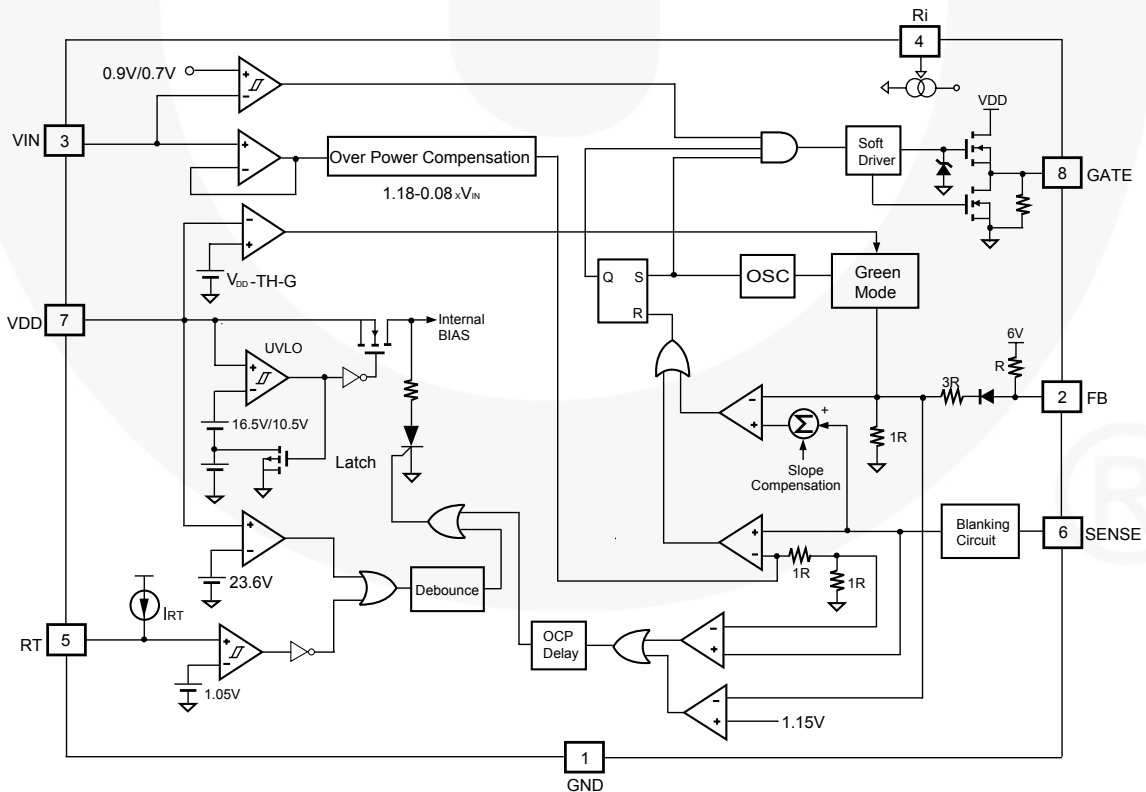 Ri
4
0.9V/0.7V
+
-
VDD
VIN
3
+
-
Over Power Compensation
Soft
Driver
8
GATE
R
1.18-0.08 x VIN
-
+
VDD-TH-G
Q
S
R
OSC
Green
Mode
VDD
7
Internal
BIAS
UVLO
+
-
6V
R
3R
2
FB
16.5V/10.5V
-
+
Σ
+
1R
Latch
Slope
Compensation
+
-
+
-
Blanking
Circuit
6
SENSE
23.6V
1R
1R
Debounce
IRT
RT
5
+
-
OCP
Delay
-
+
1.05V
-
+
1.15V
1
GND
R